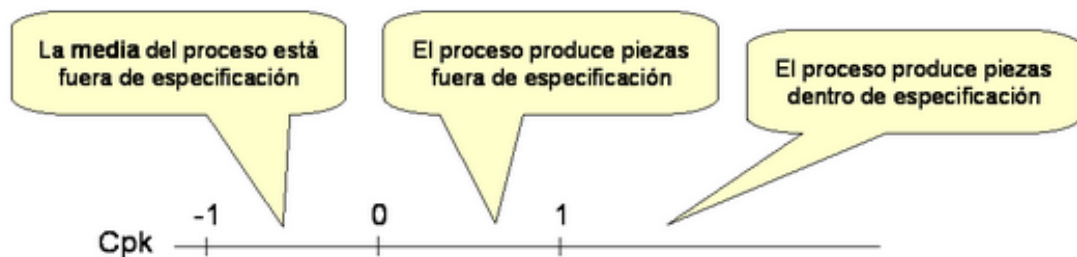 La media del proceso está
fuera de especificación
El proceso produce piezas
fuera de especificación
El proceso produce piezas
dentro de especificación
-1 0 1
Cpk